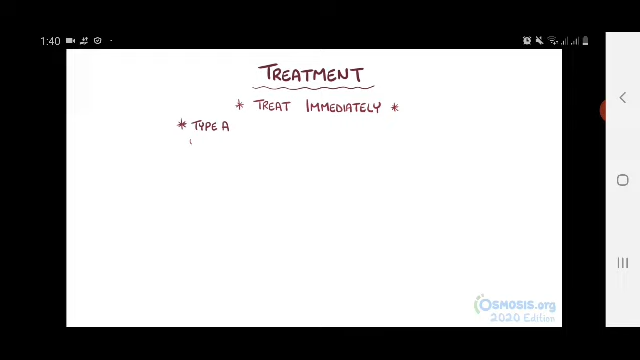 1:40
TREATMENT
* TREAT IMMEDIATELY *
* TYPE A
OSMOSIS.org
2020 Edition